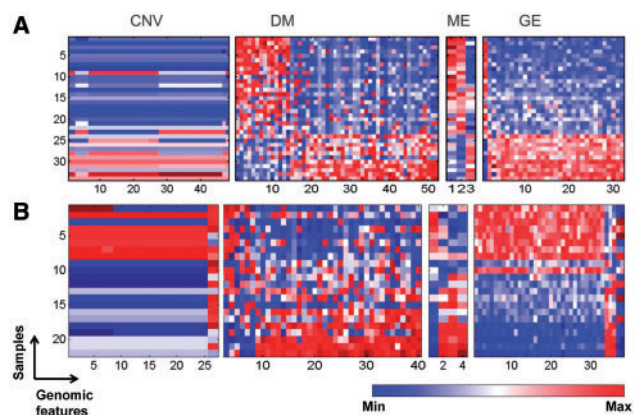 CNV DM ME GE
A
5
10
15
20
25
30
10 20 30 40 10 20 30 40 50 1 2 3 10 20 30
B
5
10
15
20
5 10 15 20 25 10 20 30 40 2 4 10 20 30
Samples
Genomic
features
Min Max